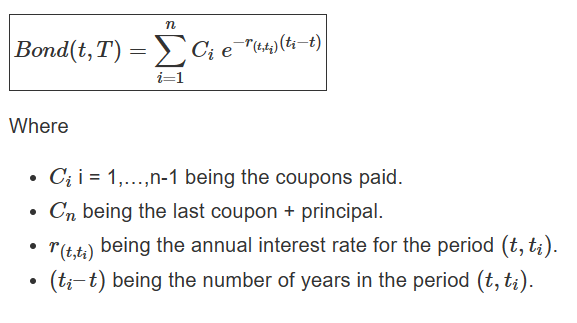 $Bond(t,T) = \sum_{i=1}^{n} C_i \, e^{-r_{(t,t_i)}(t_i-t)}$
Where
• $C_i$ i = 1,...,n-1 being the coupons paid.
• $C_n$ being the last coupon + principal.
• $r_{(t,t_i)}$ being the annual interest rate for the period $(t,t_i)$.
• $(t_i-t)$ being the number of years in the period $(t,t_i)$.